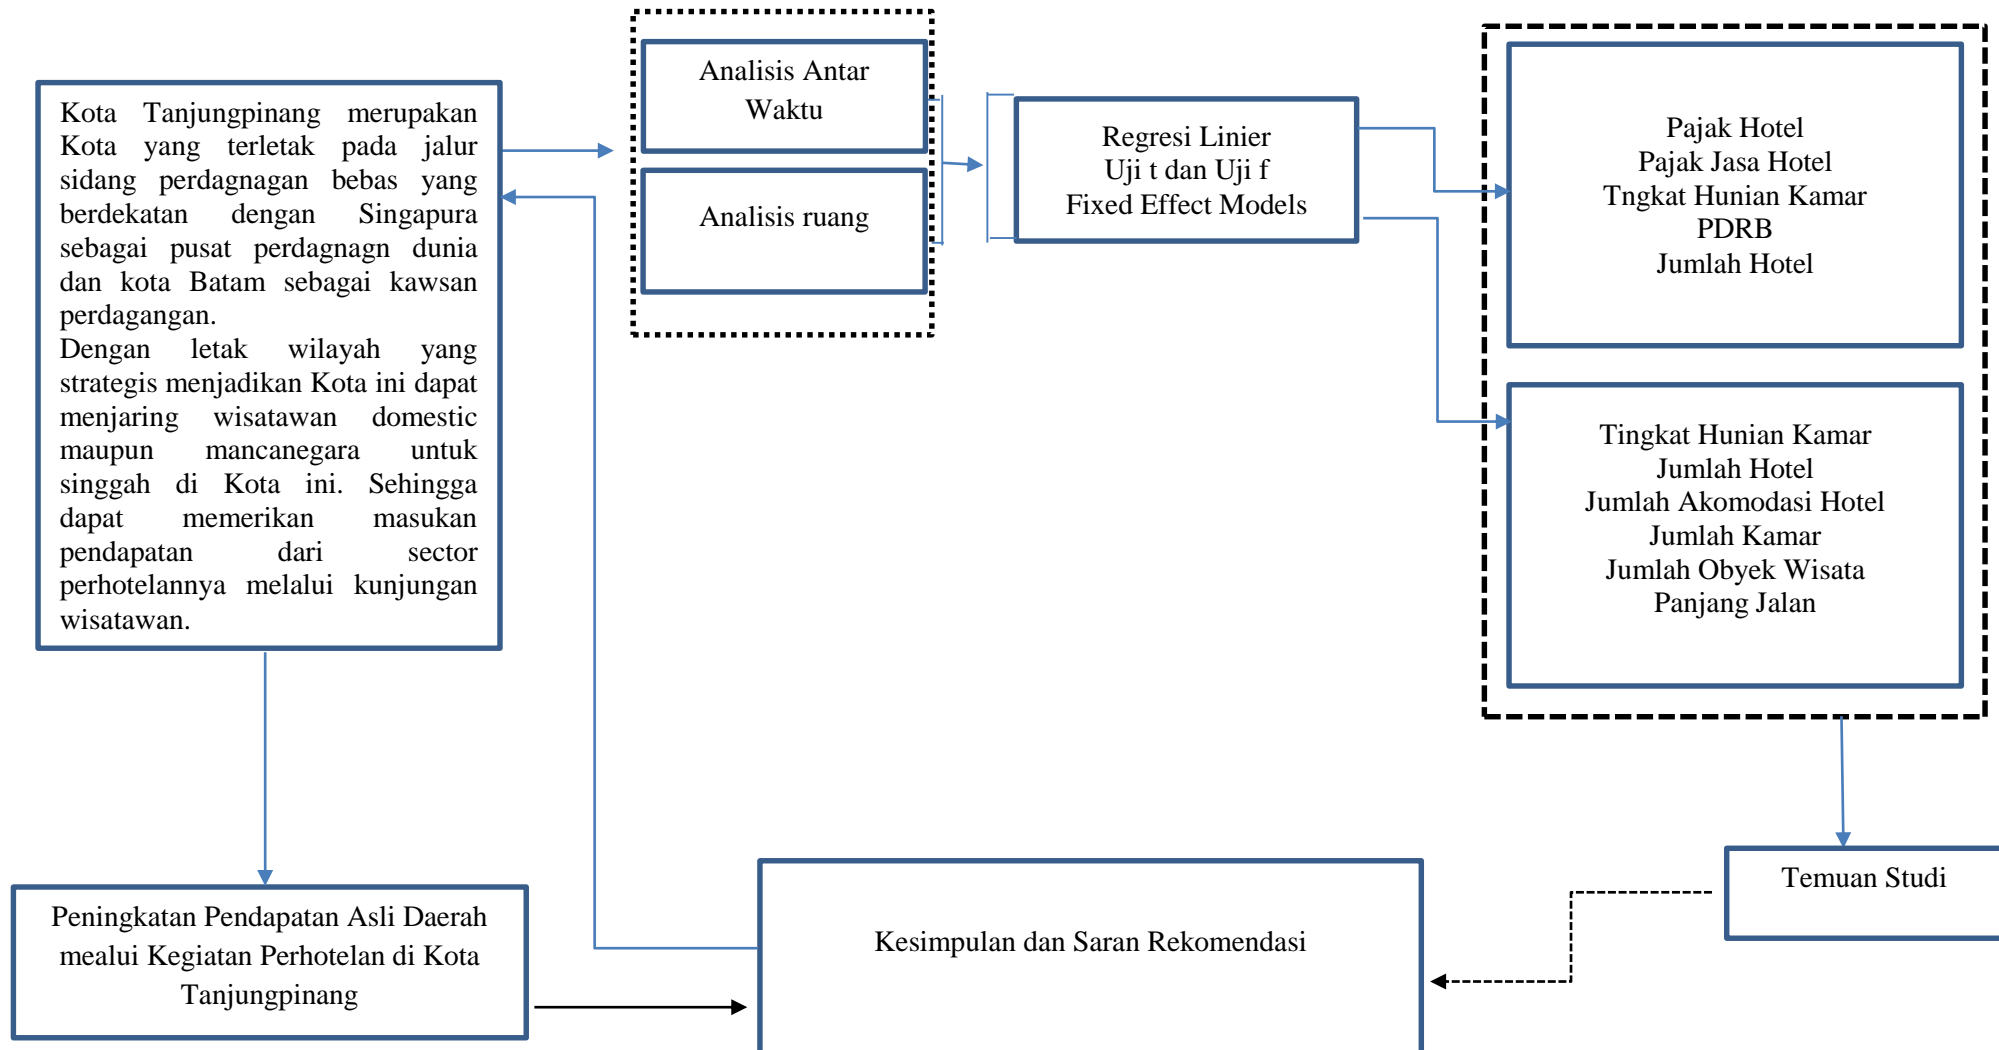 Kota Tanjungpinang merupakan
Kota yang terletak pada jalur
sidang perdagnagan bebas yang
berdekatan dengan Singapura
sebagai pusat perdagnagn dunia
dan kota Batam sebagai kawsan
perdagangan.
Dengan letak wilayah yang
strategis menjadikan Kota ini dapat
menjaring wisatawan domestic
maupun mancanegara untuk
singgah di Kota ini. Sehingga
dapat memerikan masukan
pendapatan dari sector
perhotelannya melalui kunjungan
wisatawan.
Analisis Antar
Waktu
Analisis ruang
Regresi Linier
Uji t dan Uji f
Fixed Effect Models
Pajak Hotel
Pajak Jasa Hotel
Tngkat Hunian Kamar
PDRB
Jumlah Hotel
Tingkat Hunian Kamar
Jumlah Hotel
Jumlah Akomodasi Hotel
Jumlah Kamar
Jumlah Obyek Wisata
Panjang Jalan
Temuan Studi
Kesimpulan dan Saran Rekomendasi
Peningkatan Pendapatan Asli Daerah
mealui Kegiatan Perhotelan di Kota
Tanjungpinang